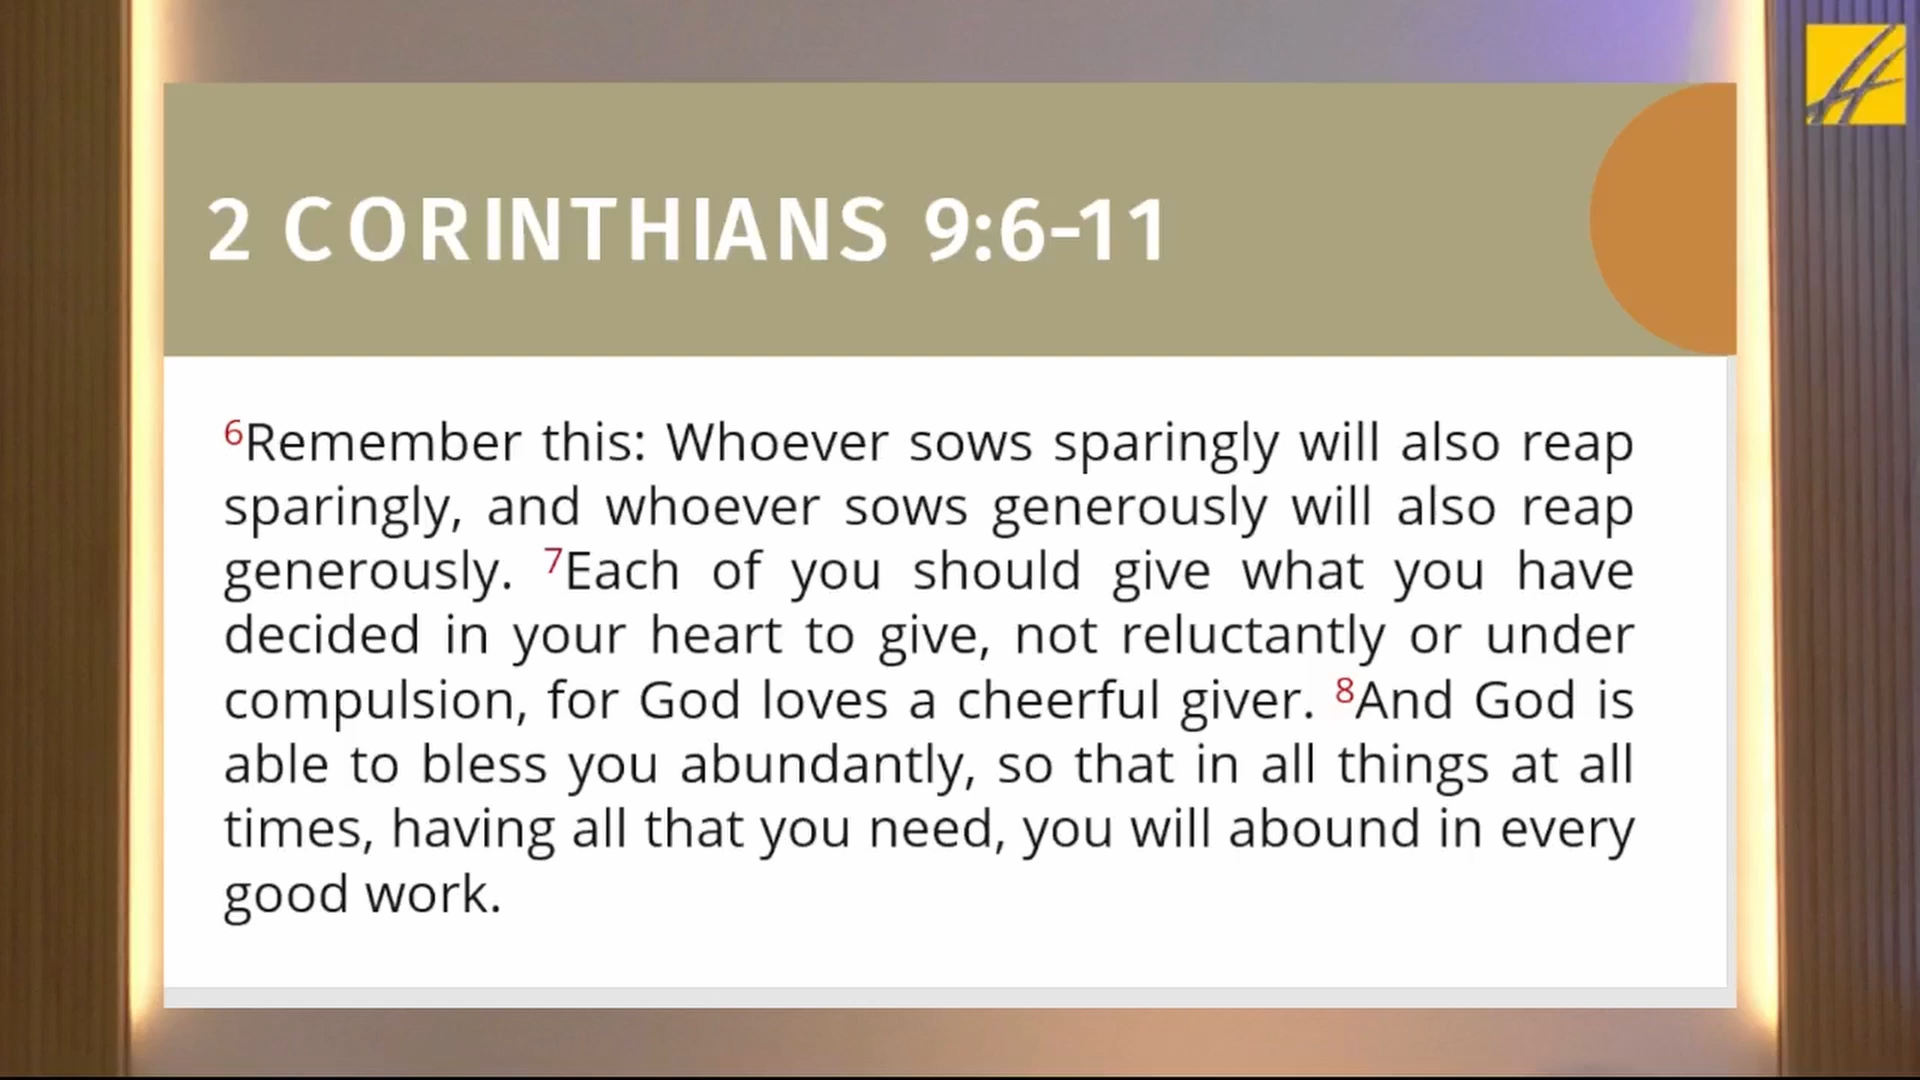 2 CORINTHIANS 9:6-11
6Remember this: Whoever sows sparingly will also reap
sparingly, and whoever sows generously will also reap
generously. 7Each of you should give what you have
decided in your heart to give, not reluctantly or under
compulsion, for God loves a cheerful giver. 8And God is
able to bless you abundantly, so that in all things at all
times, having all that you need, you will abound in every
good work.